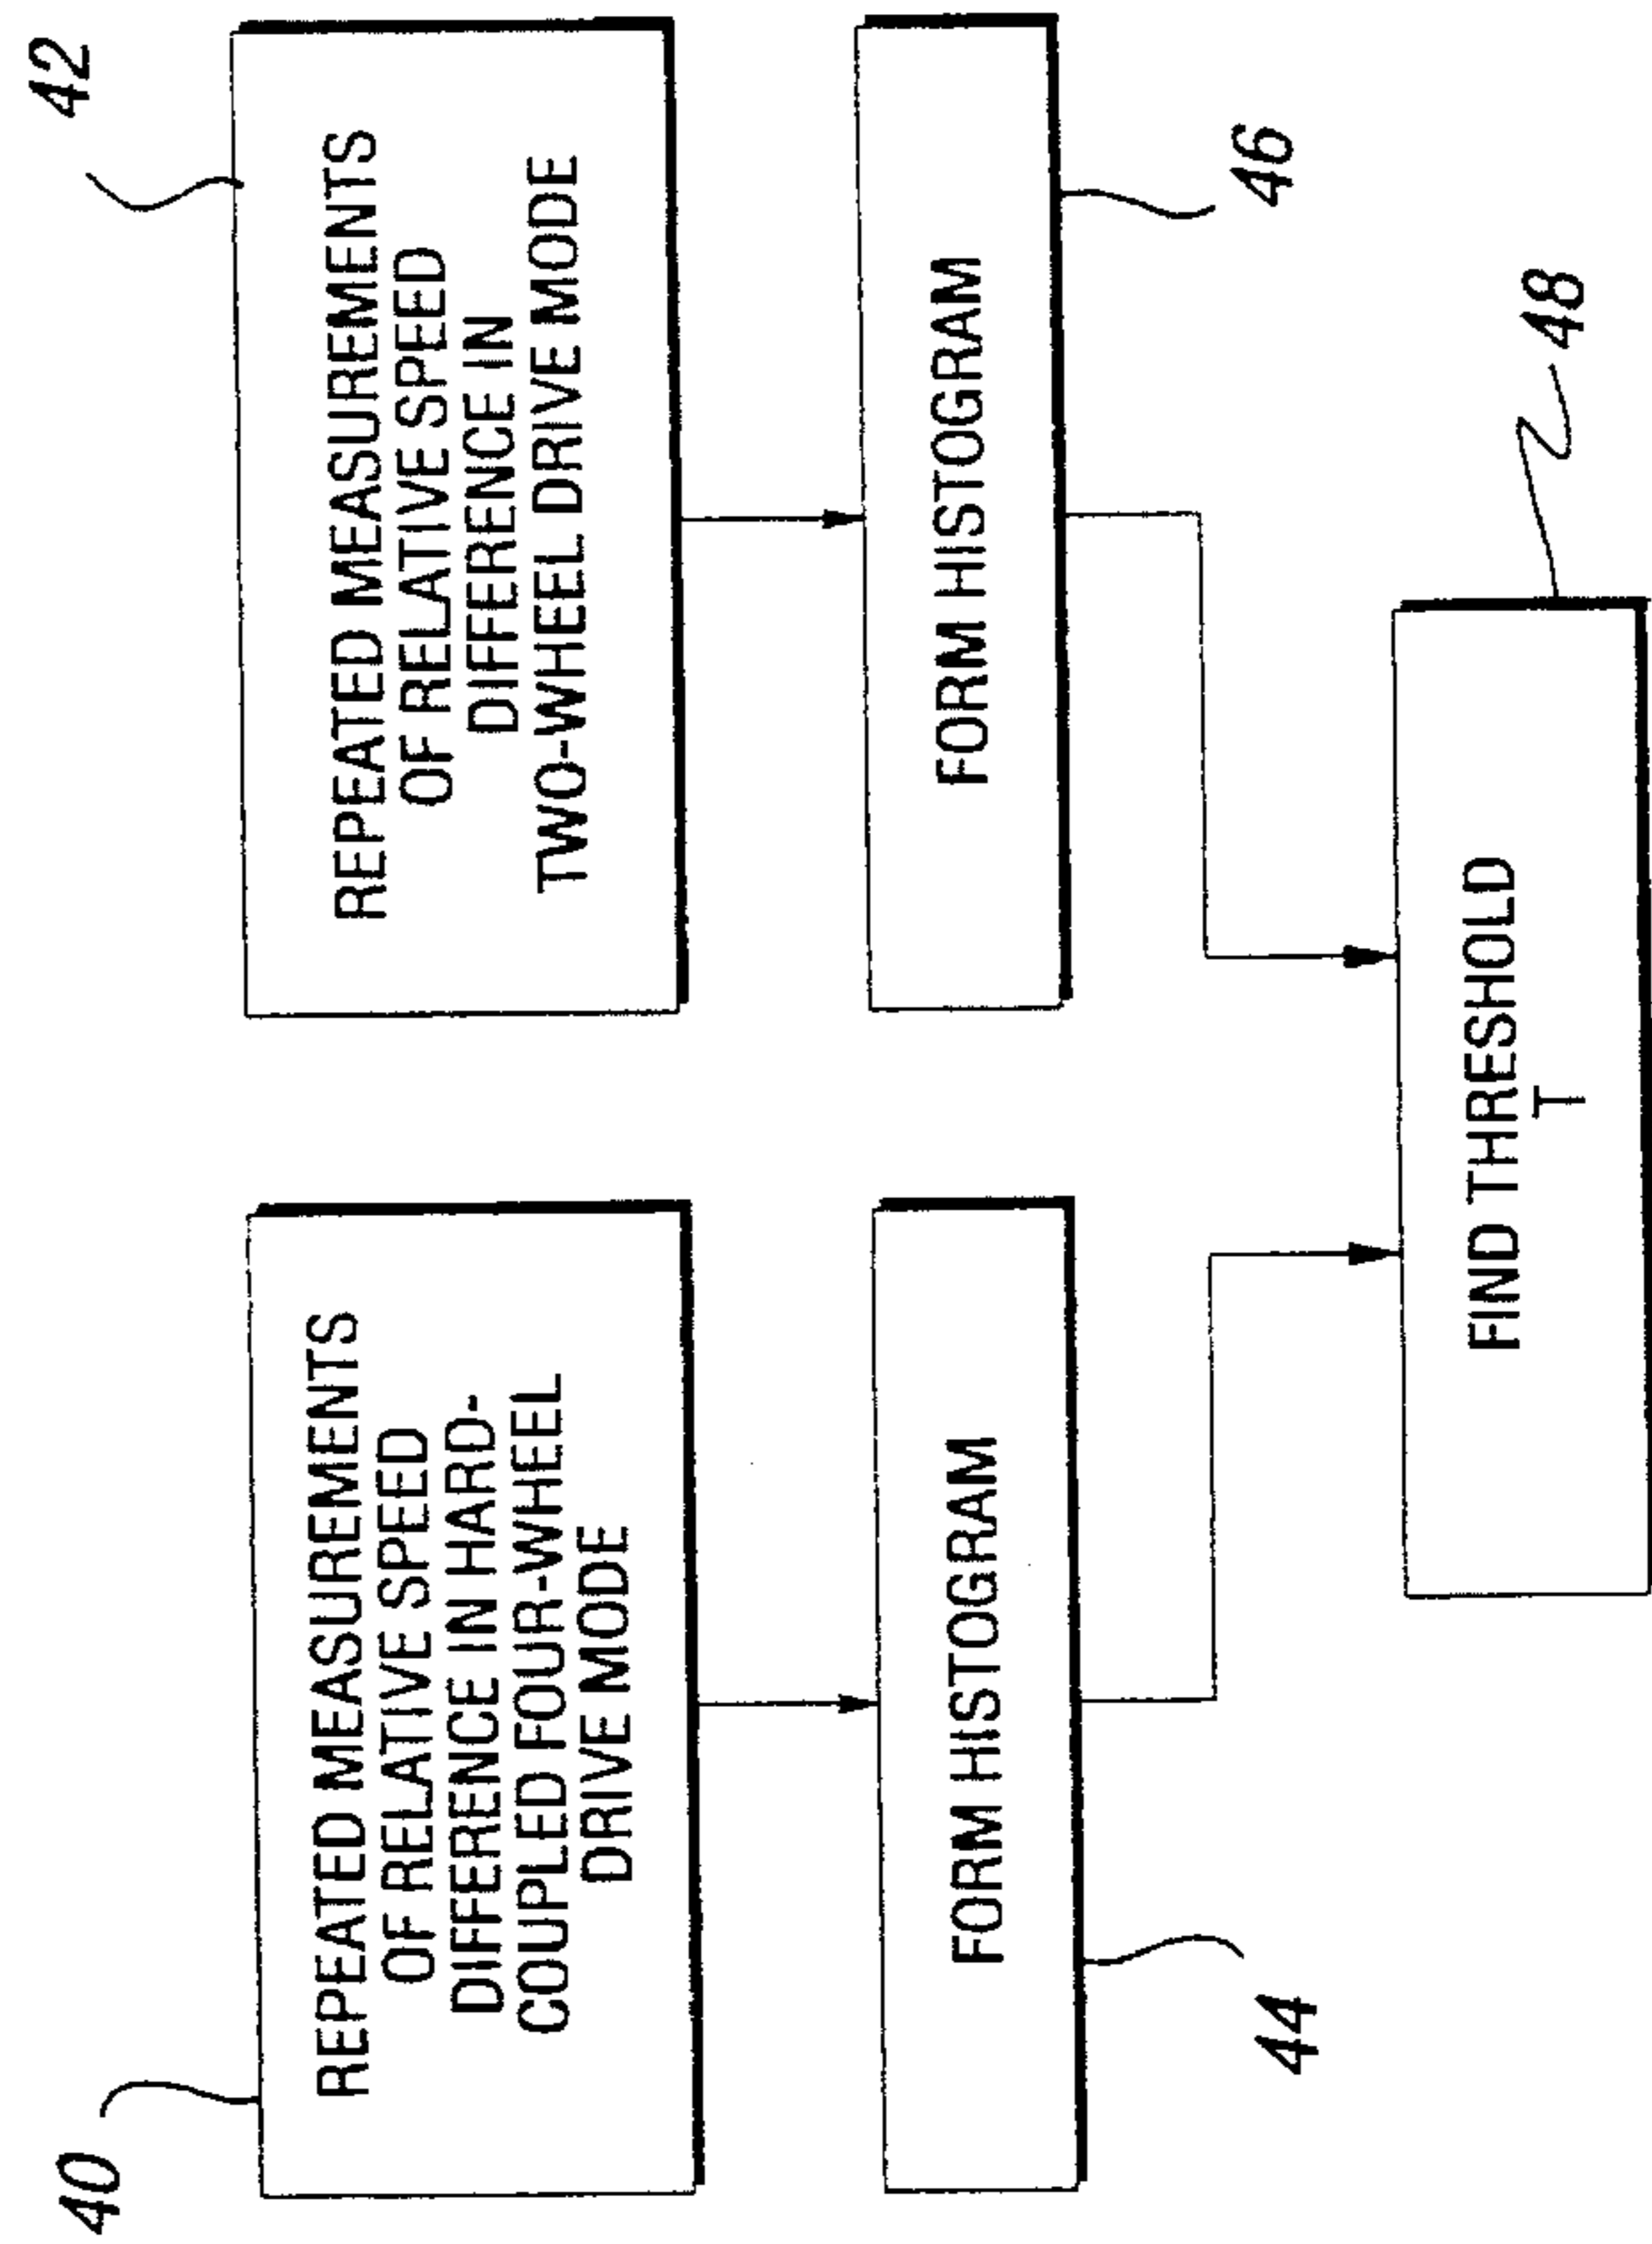 40
REPEATED MEASUREMENTS
OF RELATIVE SPEED
DIFFERENCE IN HARD-
COUPLED FOUR-WHEEL
DRIVE MODE
42
REPEATED MEASUREMENTS
OF RELATIVE SPEED
DIFFERENCE IN
TWO-WHEEL DRIVE MODE
FORM HISTOGRAM
44
FORM HISTOGRAM
46
FIND THRESHOLD
T
48